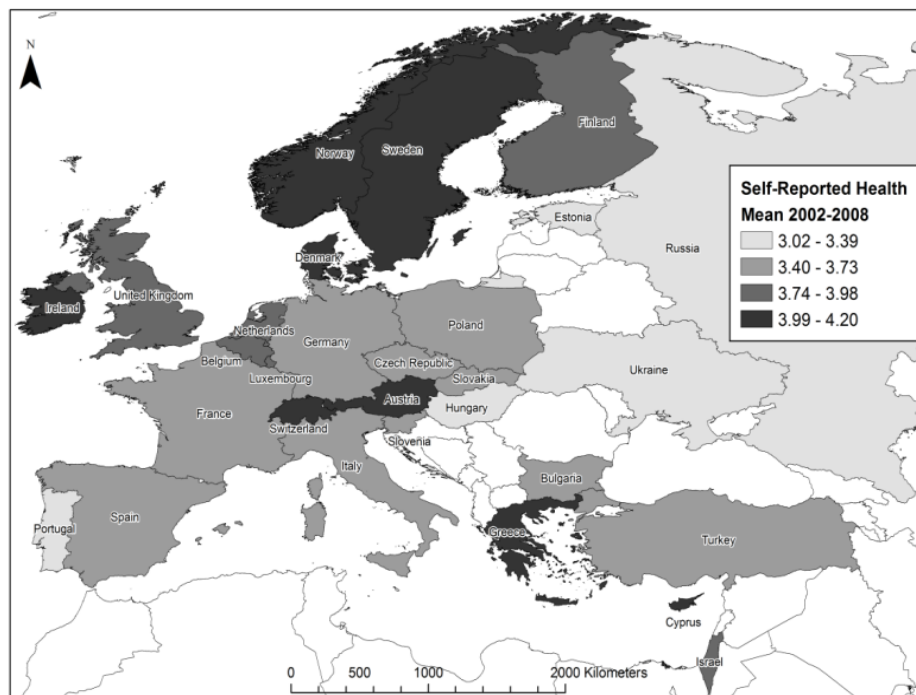 N
Norway
Sweden
Finland
Self-Reported Health
Mean 2002-2008
3.02 - 3.39
3.40 - 3.73
3.74 - 3.98
3.99 - 4.20
Estonia
Russia
Denmark
Ireland
United Kingdom
Netherlands
Poland
Germany
Belgium
Czech Republic
Ukraine
Luxembourg
Slovakia
Austria
Hungary
France
Switzerland
Slovenia
Italy
Bulgaria
Portugal
Spain
Greece
Turkey
Cyprus
Israel
0 500 1000 2000 Kilometers